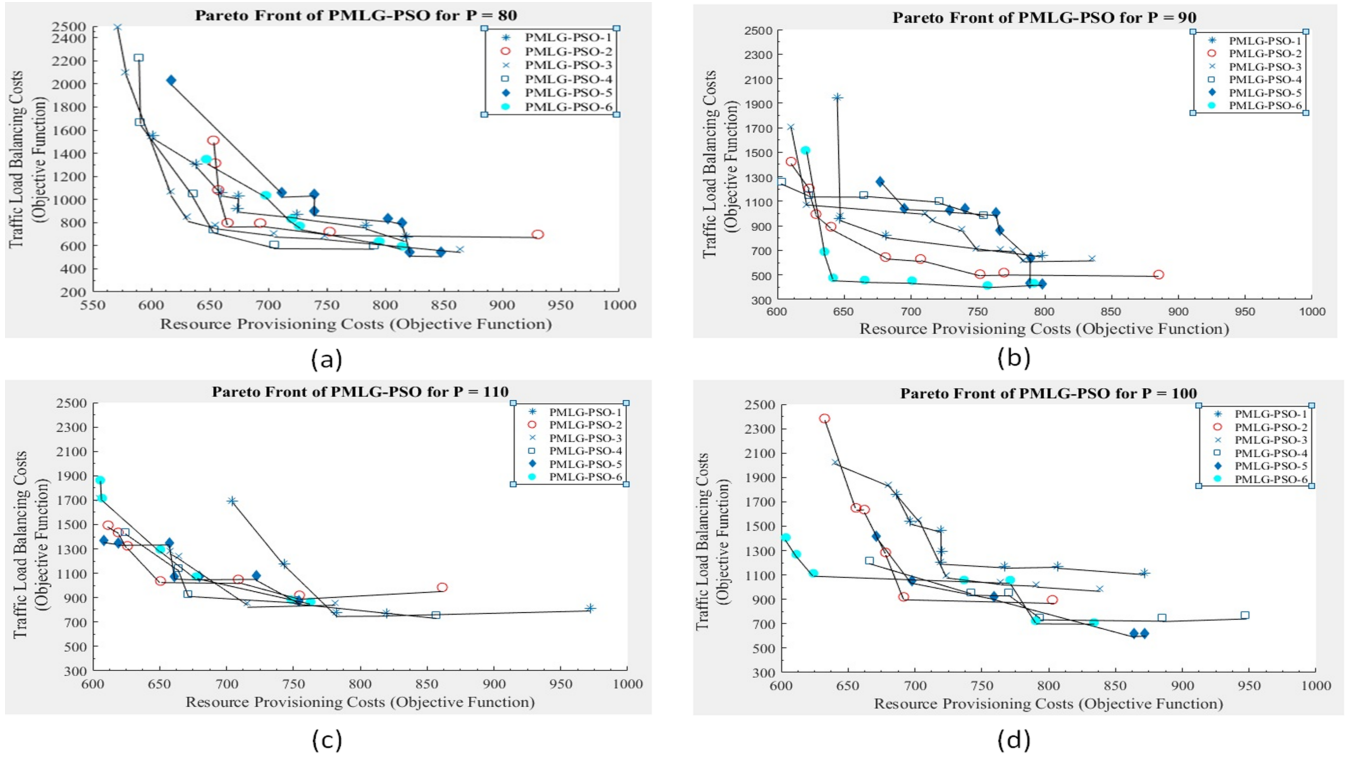 Pareto Front of PMLG-PSO for P = 80
2500
2400
2200
2000
1800
1600
1400
1200
1000
800
600
400
200
Traffic Load Balancing Costs
(Objective Function)
PMLG-PSO-1
PMLG-PSO-2
PMLG-PSO-3
PMLG-PSO-4
PMLG-PSO-5
PMLG-PSO-6
550 600 650 700 750 800 850 900 950 1000
Resource Provisioning Costs (Objective Function)
(a)
Pareto Front of PMLG-PSO for P = 90
2500
2300
2100
1900
1700
1500
1300
1100
900
700
500
300
Traffic Load Balancing Costs
(Objective Function)
PMLG-PSO-1
PMLG-PSO-2
PMLG-PSO-3
PMLG-PSO-4
PMLG-PSO-5
PMLG-PSO-6
600 650 700 750 800 850 900 950 1000
Resource Provisioning Costs (Objective Function)
(b)
Pareto Front of PMLG-PSO for P = 110
2500
2300
2100
1900
1700
1500
1300
1100
900
700
500
300
Traffic Load Balancing Costs
(Objective Function)
PMLG-PSO-1
PMLG-PSO-2
PMLG-PSO-3
PMLG-PSO-4
PMLG-PSO-5
PMLG-PSO-6
600 650 700 750 800 850 900 950 1000
Resource Provisioning Costs (Objective Function)
(c)
Pareto Front of PMLG-PSO for P = 100
2500
2300
2100
1900
1700
1500
1300
1100
900
700
500
300
Traffic Load Balancing Costs
(Objective Function)
PMLG-PSO-1
PMLG-PSO-2
PMLG-PSO-3
PMLG-PSO-4
PMLG-PSO-5
PMLG-PSO-6
600 650 700 750 800 850 900 950 1000
Resource Provisioning Costs (Objective Function)
(d)